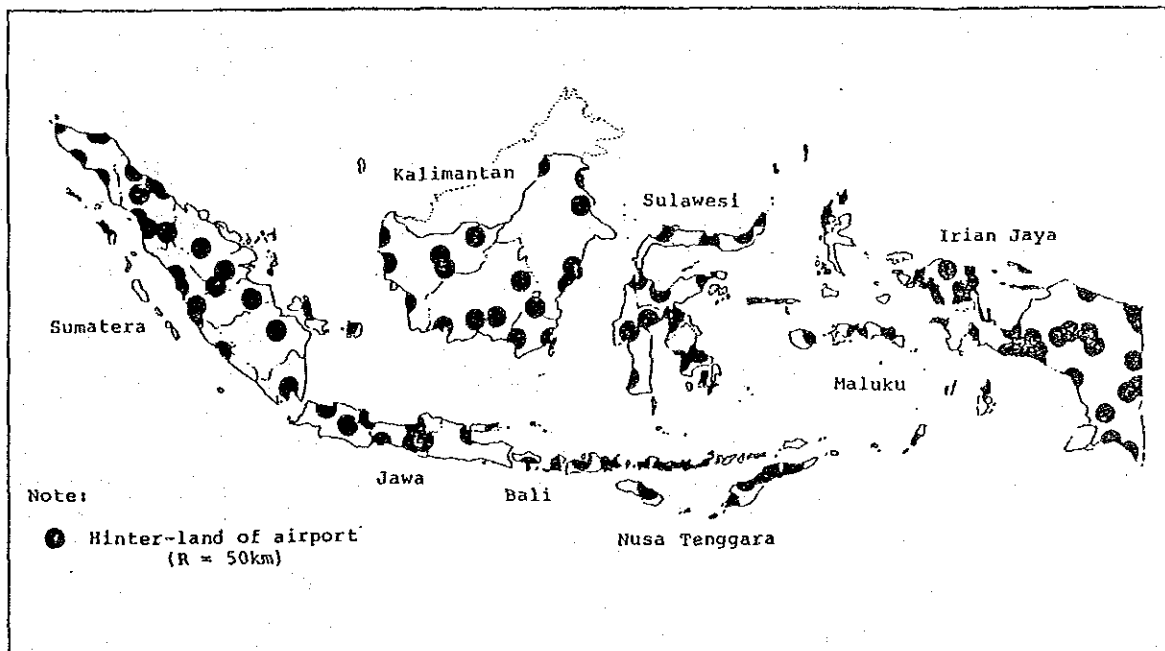 Kalimantan
Sulawesi
Irian Jaya
Sumatera
Maluku
Jawa
Bali
Nusa Tenggara
Note:
Hinter-land of airport
(R = 50km)